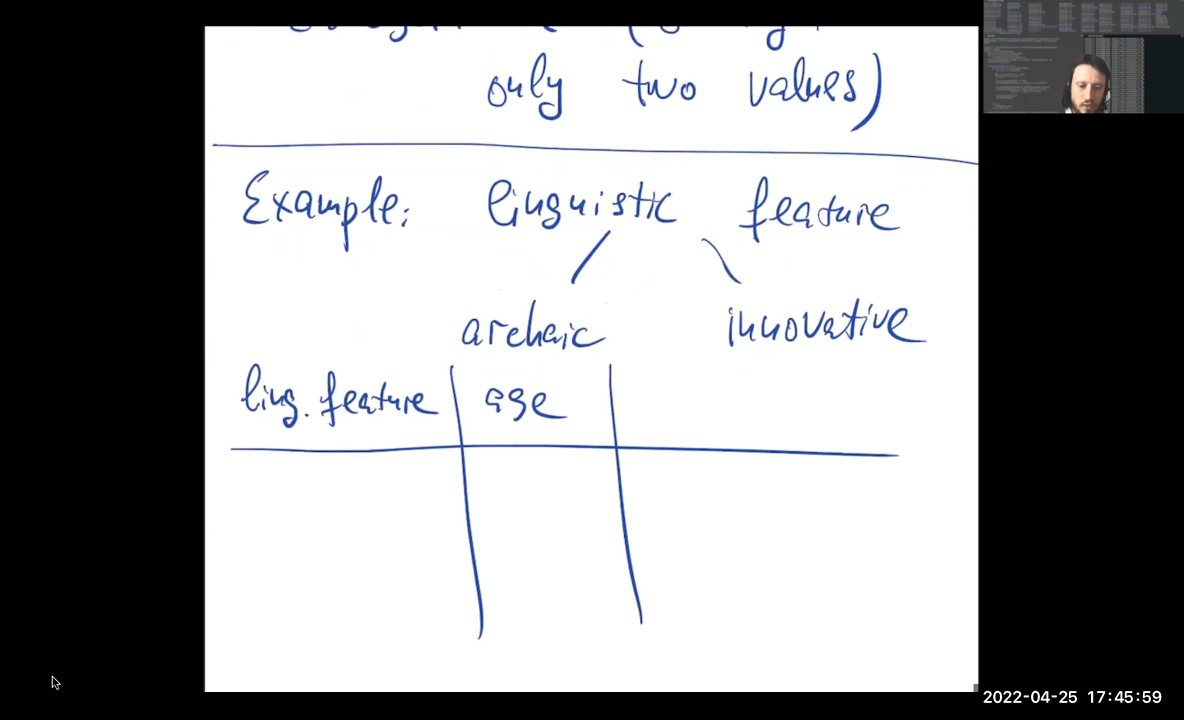 only two values)
Example: linguistic feature
archaic innovative
ling. feature age
2022-04-25 17:45:59